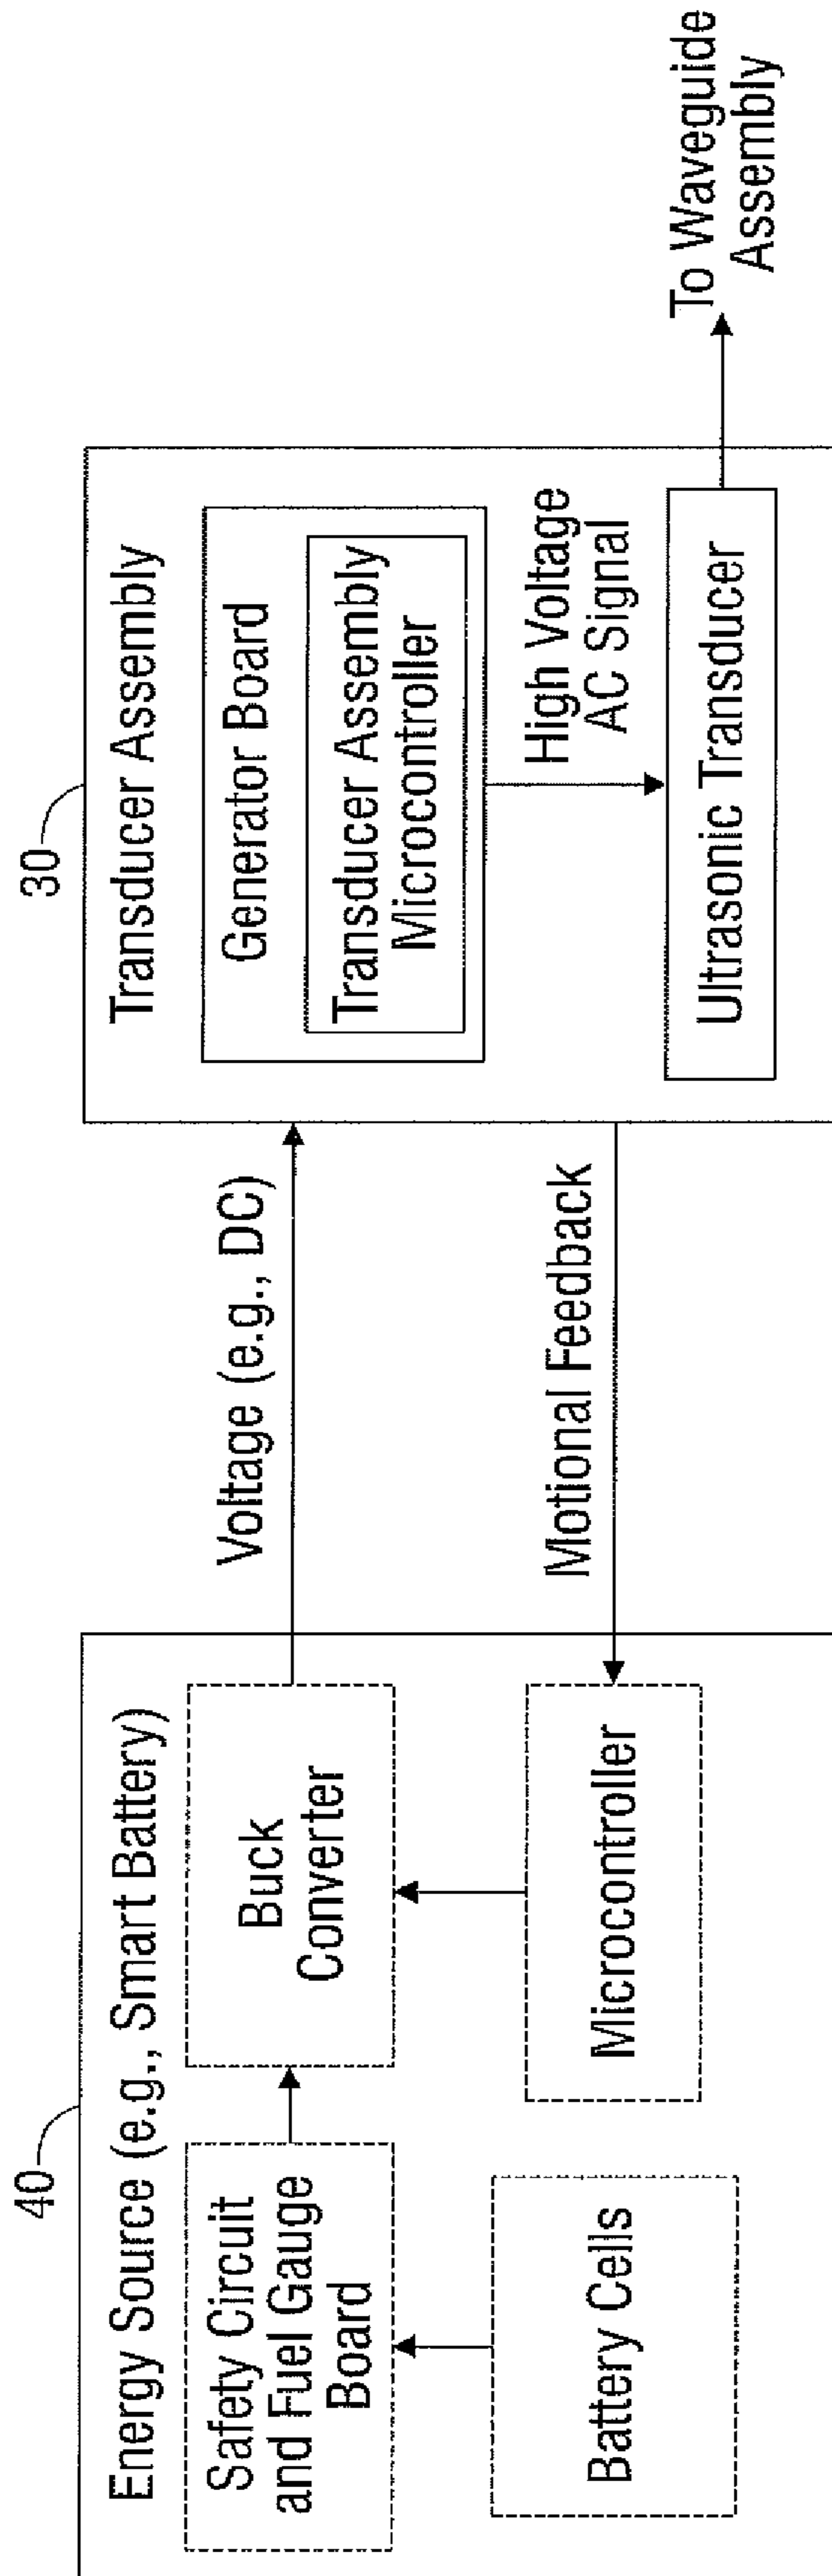 40
Energy Source (e.g., Smart Battery)
Safety Circuit
and Fuel Gauge
Board
Buck
Converter
Battery Cells
Microcontroller
Voltage (e.g., DC)
Motional Feedback
30
Transducer Assembly
Generator Board
Transducer Assembly
Microcontroller
High Voltage
AC Signal
Ultrasonic Transducer
To Waveguide
Assembly